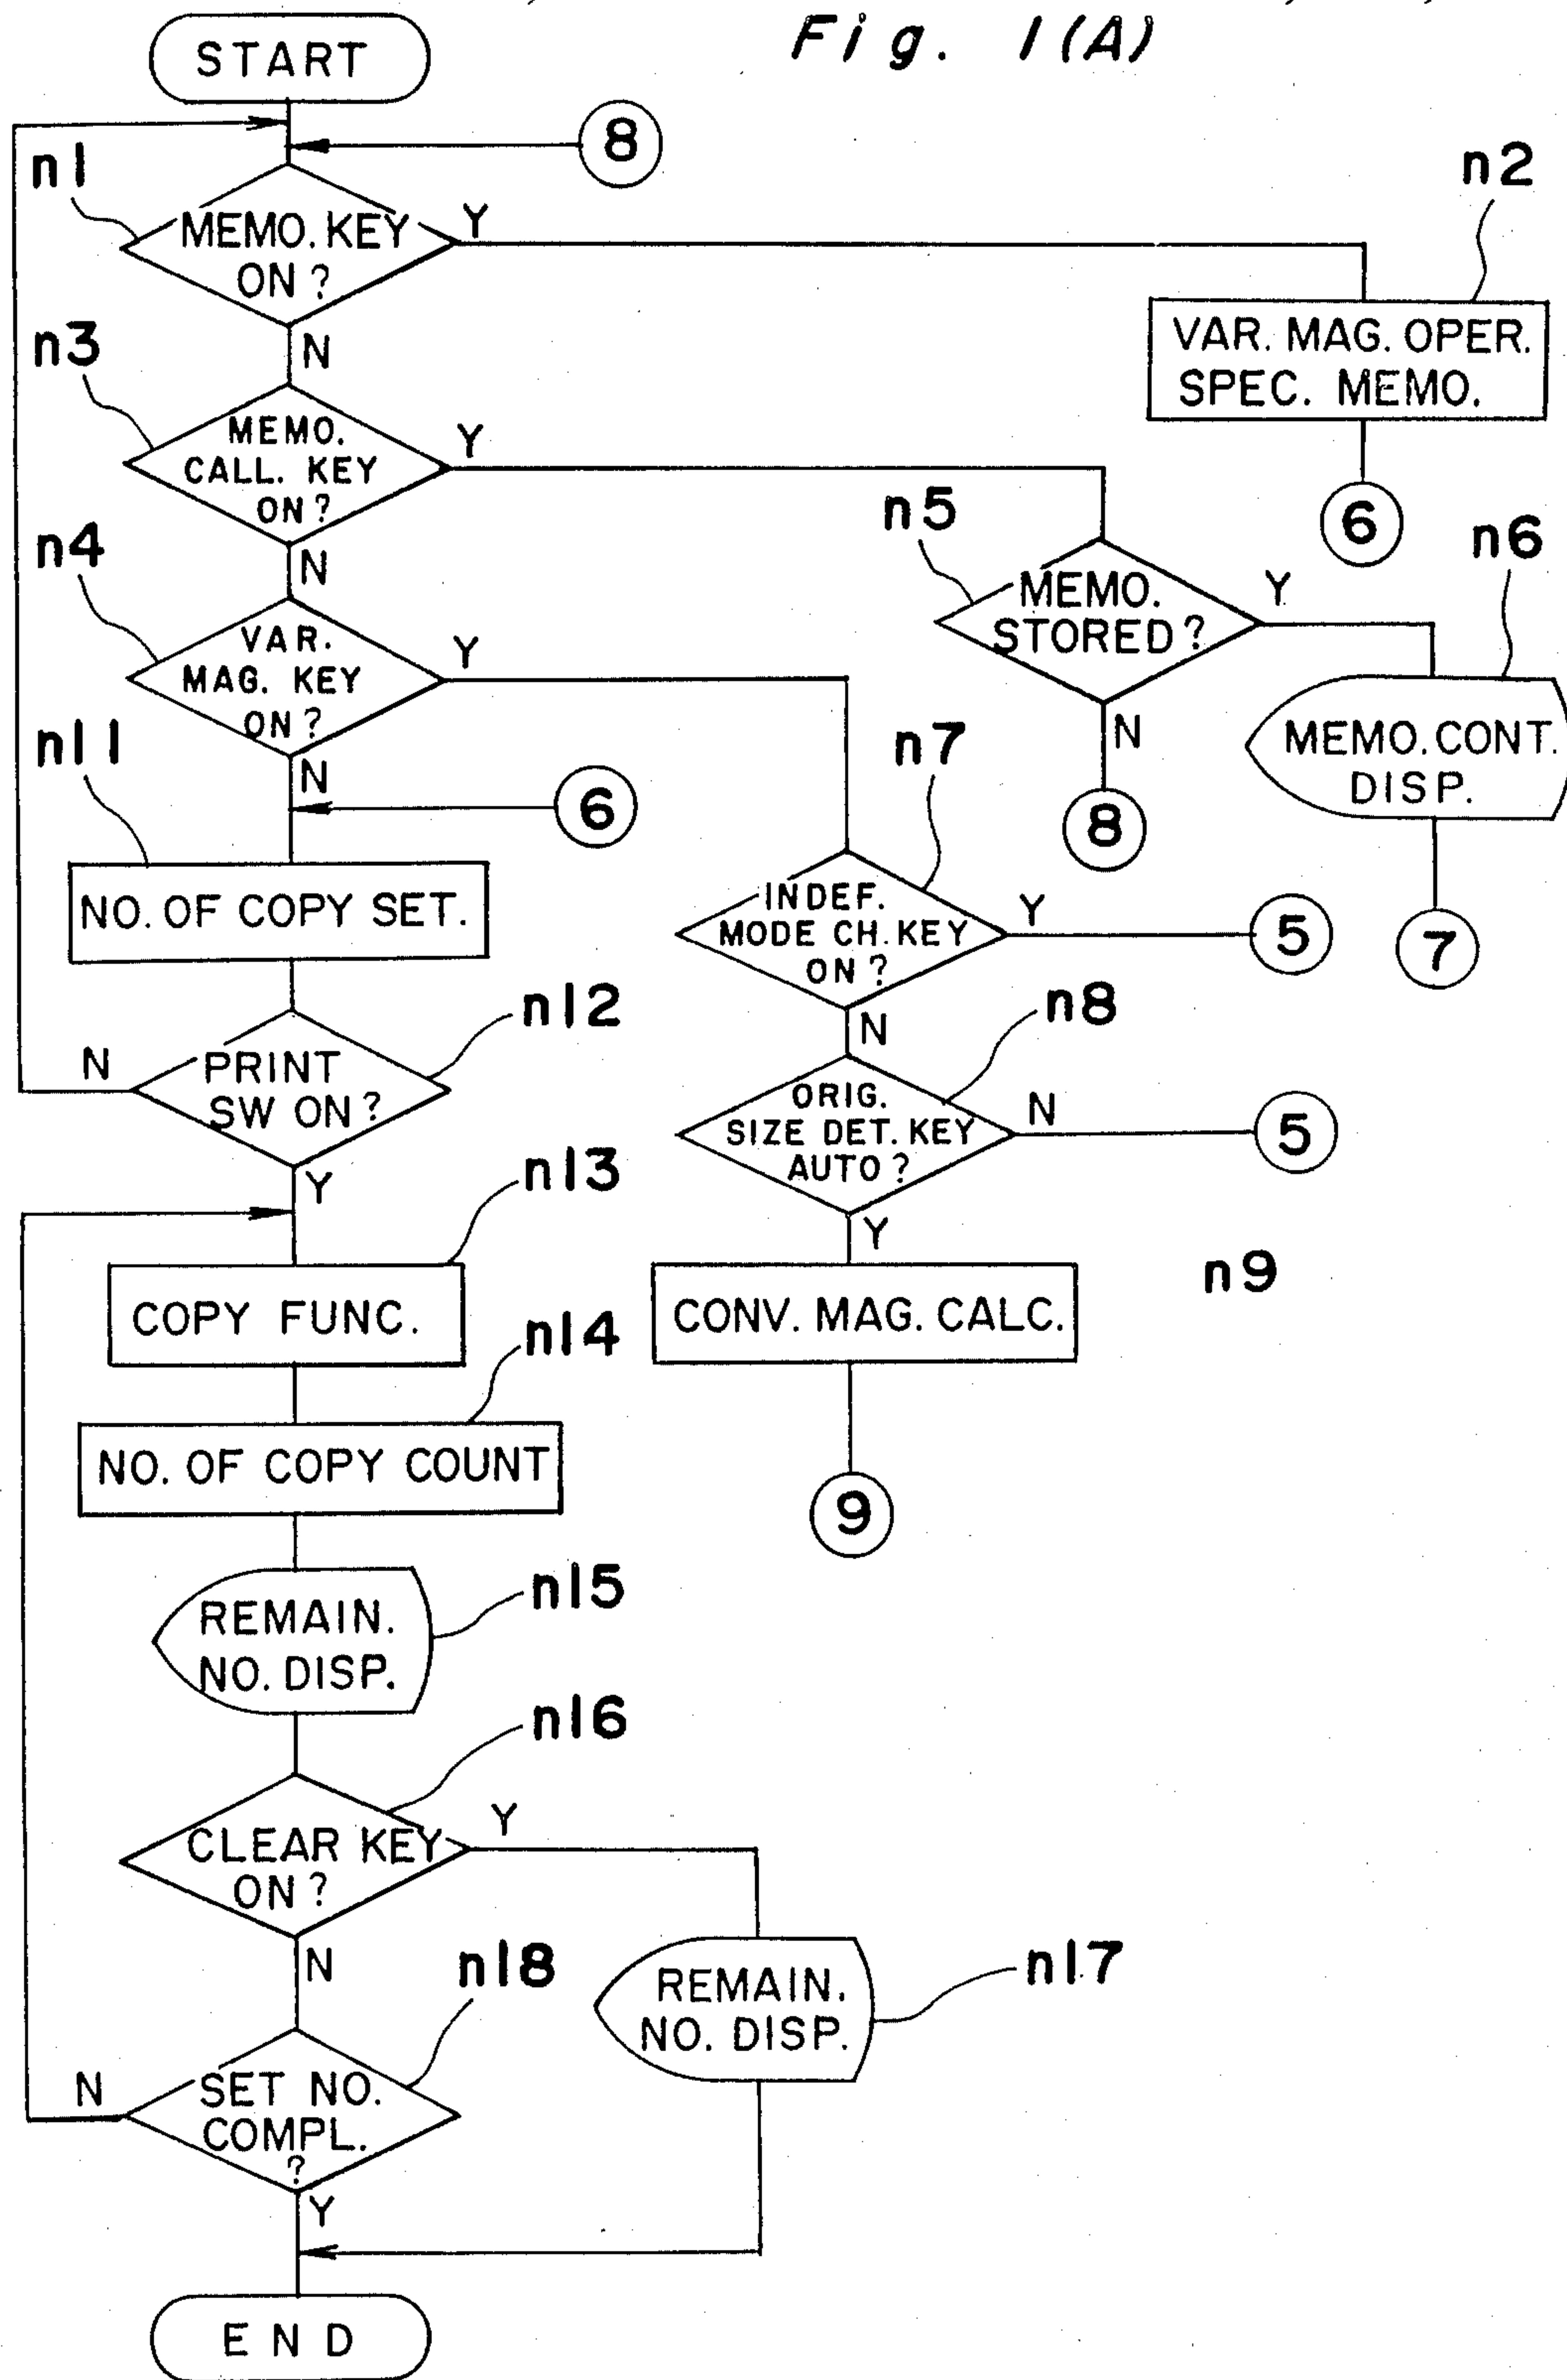 Fig. 1(A)
START
8
n1
MEMO. KEY
ON?
Y
N
n2
VAR. MAG. OPER.
SPEC. MEMO.
6
n3
MEMO.
CALL. KEY
ON?
Y
N
n5
MEMO.
STORED?
Y
N
8
n6
MEMO. CONT.
DISP.
7
n4
VAR.
MAG. KEY
ON?
Y
N
6
n7
INDEF.
MODE CH. KEY
ON?
Y
5
N
n8
ORIG.
SIZE DET. KEY
AUTO?
N
5
Y
n9
CONV. MAG. CALC.
9
n11
NO. OF COPY SET.
n12
PRINT
SW ON?
N
Y
n13
COPY FUNC.
n14
NO. OF COPY COUNT
n15
REMAIN.
NO. DISP.
n16
CLEAR KEY
ON?
Y
N
n17
REMAIN.
NO. DISP.
n18
SET NO.
COMPL.
?
N
Y
END